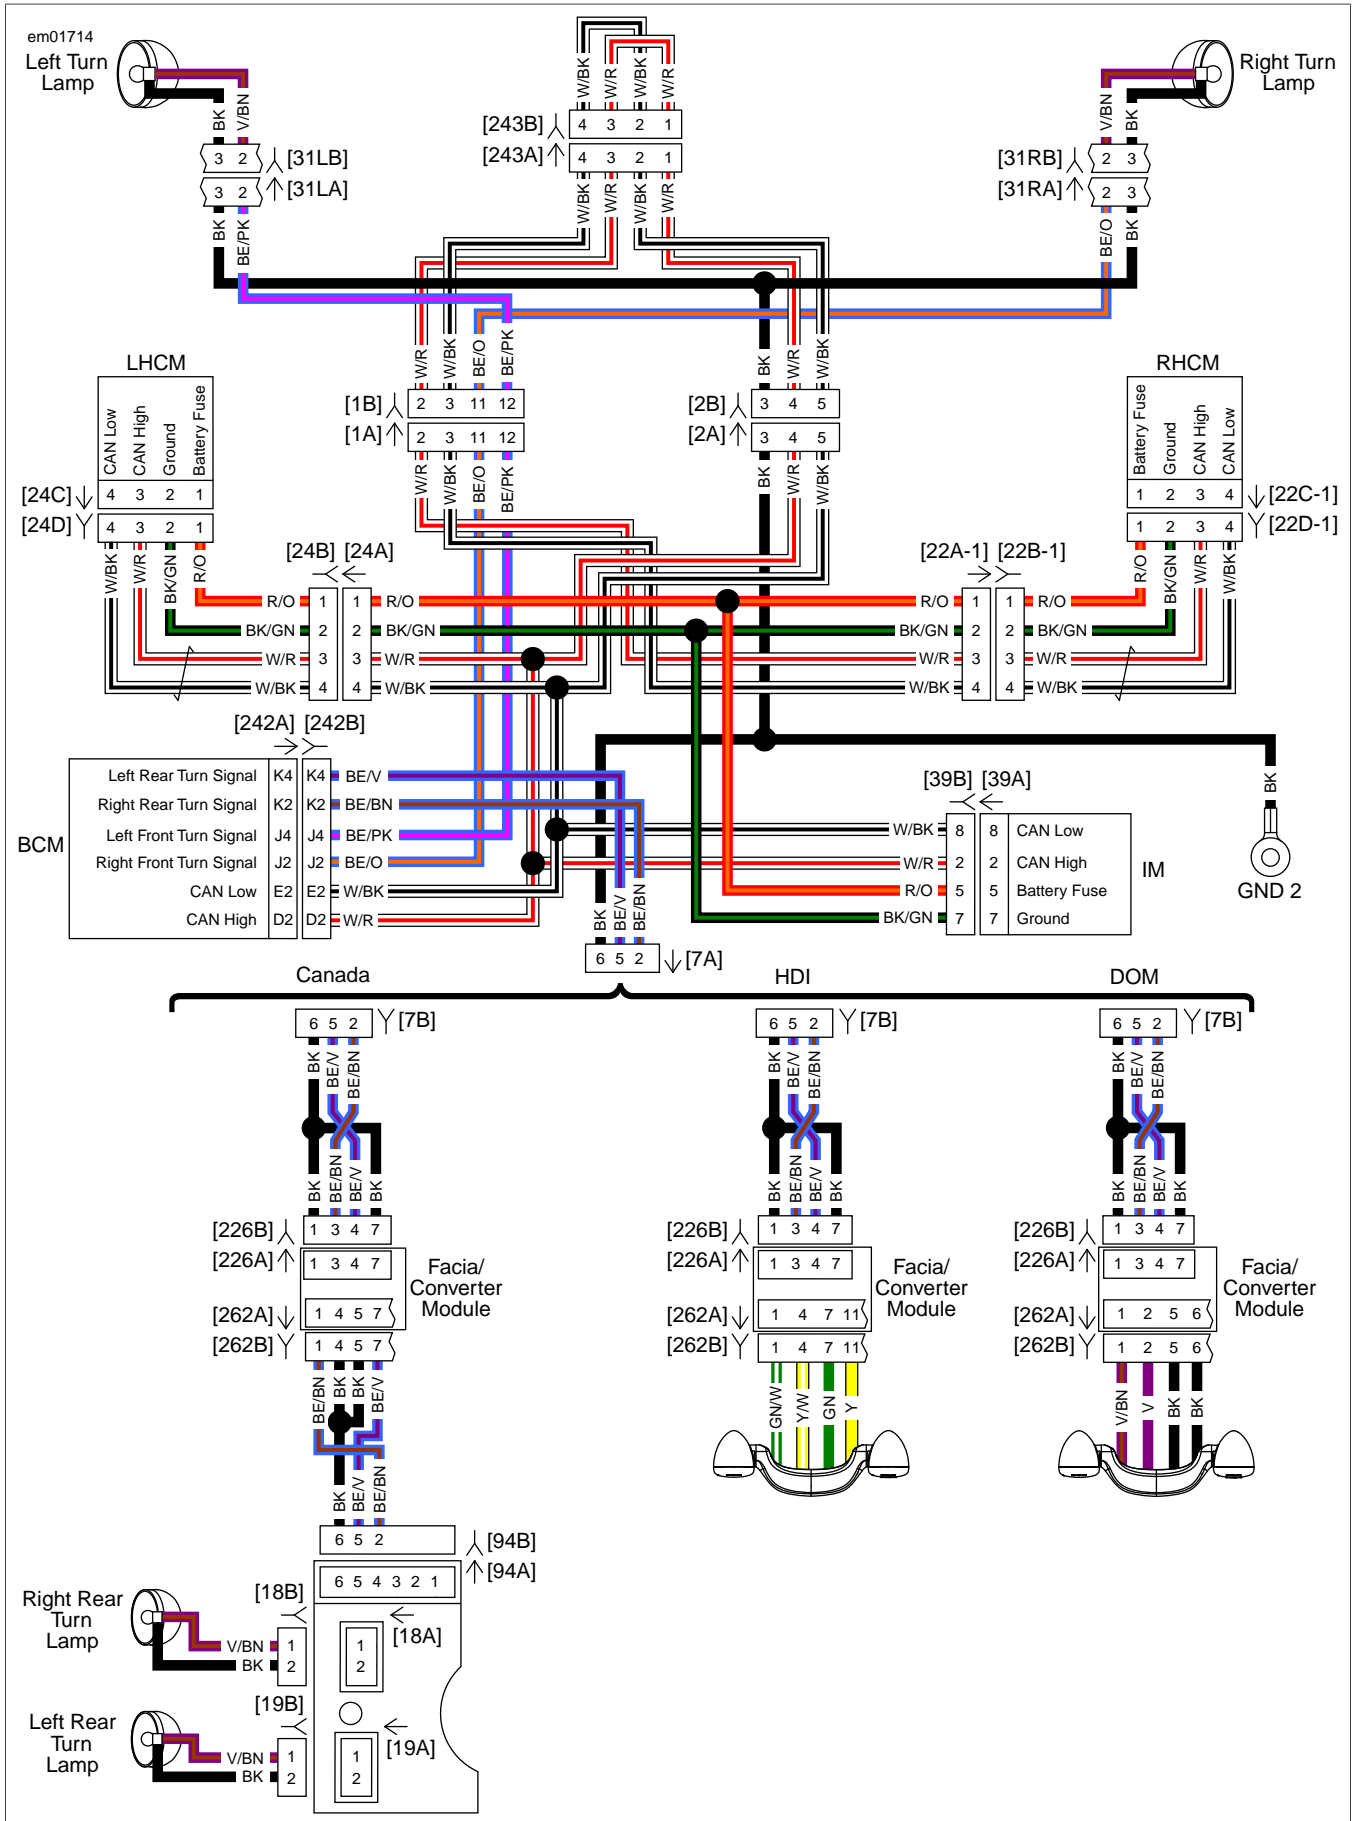 em01714
Left Turn
Lamp
Right Turn
Lamp
W/BK W/R W/BK W/R
[243B] 4 3 2 1
[243A] 4 3 2 1
W/BK W/R W/BK W/R
BK V/BN
3 2 [31LB]
3 2 [31LA]
BK BE/PK
V/BN BK
[31RB] 2 3
[31RA] 2 3
BE/O BK
W/R W/BK BE/O BE/PK
[1B] 2 3 11 12
[1A] 2 3 11 12
W/R W/BK BE/O BE/PK
BK W/R W/BK
[2B] 3 4 5
[2A] 3 4 5
BK W/R W/BK
LHCM
CAN Low
CAN High
Ground
Battery Fuse
[24C] 4 3 2 1
[24D] 4 3 2 1
W/BK W/R BK/GN R/O
RHCM
Battery Fuse
Ground
CAN High
CAN Low
1 2 3 4 [22C-1]
1 2 3 4 [22D-1]
R/O BK/GN W/R W/BK
[24B] [24A]
R/O 1 1 R/O
BK/GN 2 2 BK/GN
W/R 3 3 W/R
W/BK 4 4 W/BK
[22A-1] [22B-1]
R/O 1 1 R/O
BK/GN 2 2 BK/GN
W/R 3 3 W/R
W/BK 4 4 W/BK
[242A] [242B]
BCM
Left Rear Turn Signal K4 K4 BE/V
Right Rear Turn Signal K2 K2 BE/BN
Left Front Turn Signal J4 J4 BE/PK
Right Front Turn Signal J2 J2 BE/O
CAN Low E2 E2 W/BK
CAN High D2 D2 W/R
[39B] [39A]
W/BK 8 8 CAN Low
W/R 2 2 CAN High
R/O 5 5 Battery Fuse
BK/GN 7 7 Ground
IM
BK
GND 2
BK BE/V BE/BN
6 5 2 [7A]
Canada
HDI
DOM
6 5 2 [7B]
BK BE/V BE/BN
BK BE/BN BE/V BK
[226B] 1 3 4 7
[226A] 1 3 4 7
Facia/
Converter
Module
[262A] 1 4 5 7
[262B] 1 4 5 7
BE/BN BK BK BE/V
BK BE/V BE/BN
6 5 2 [94B]
[94A]
6 5 4 3 2 1
6 5 2 [7B]
BK BE/V BE/BN
BK BE/BN BE/V BK
[226B] 1 3 4 7
[226A] 1 3 4 7
Facia/
Converter
Module
[262A] 1 4 7 11
[262B] 1 4 7 11
GN/W Y/W GN Y
6 5 2 [7B]
BK BE/V BE/BN
BK BE/BN BE/V BK
[226B] 1 3 4 7
[226A] 1 3 4 7
Facia/
Converter
Module
[262A] 1 2 5 6
[262B] 1 2 5 6
V/BN V BK BK
Right Rear
Turn
Lamp
[18B]
V/BN 1
BK 2
[18A]
1
2
Left Rear
Turn
Lamp
[19B]
V/BN 1
BK 2
[19A]
1
2